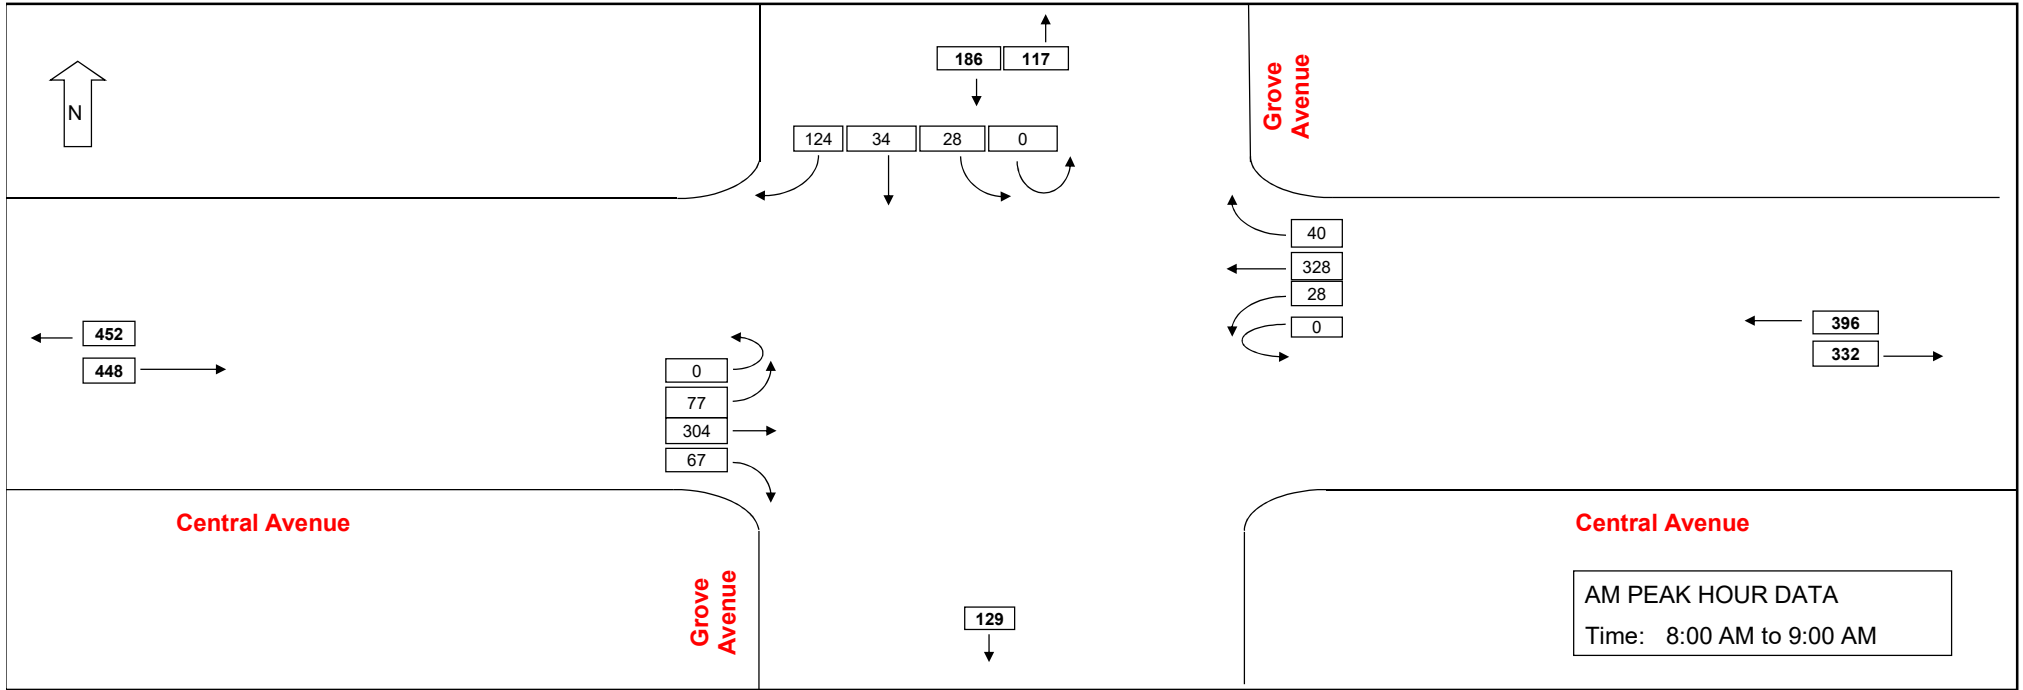 186 117
Grove
Avenue
N
124 34 28 0
40
328
28
0
452
448
396
332
0
77
304
67
Central Avenue
Central Avenue
Grove
Avenue
129
AM PEAK HOUR DATA
Time: 8:00 AM to 9:00 AM